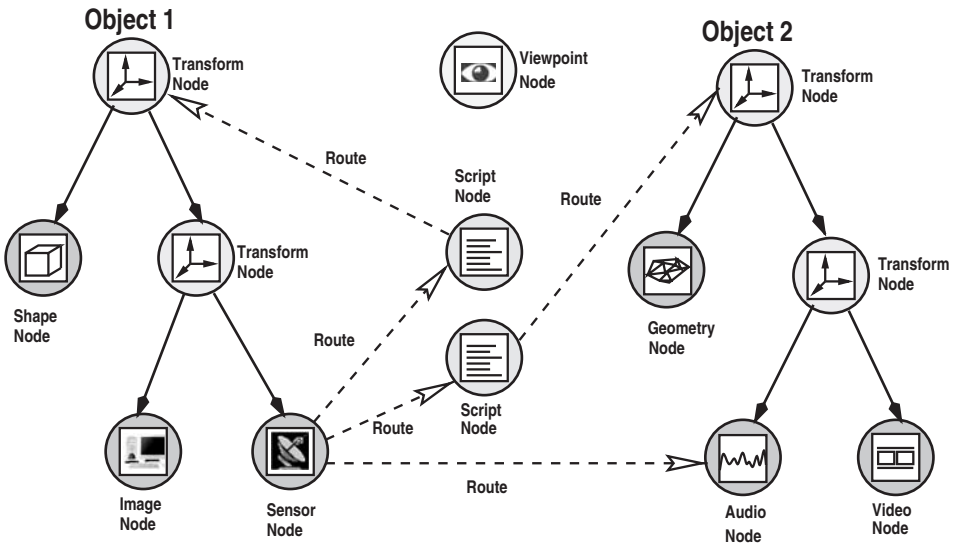 Object 1
Transform
Node
Viewpoint
Node
Object 2
Transform
Node
Route
Script
Node
Route
Transform
Node
Transform
Node
Shape
Node
Route
Geometry
Node
Route
Script
Node
Route
Image
Node
Sensor
Node
Audio
Node
Video
Node